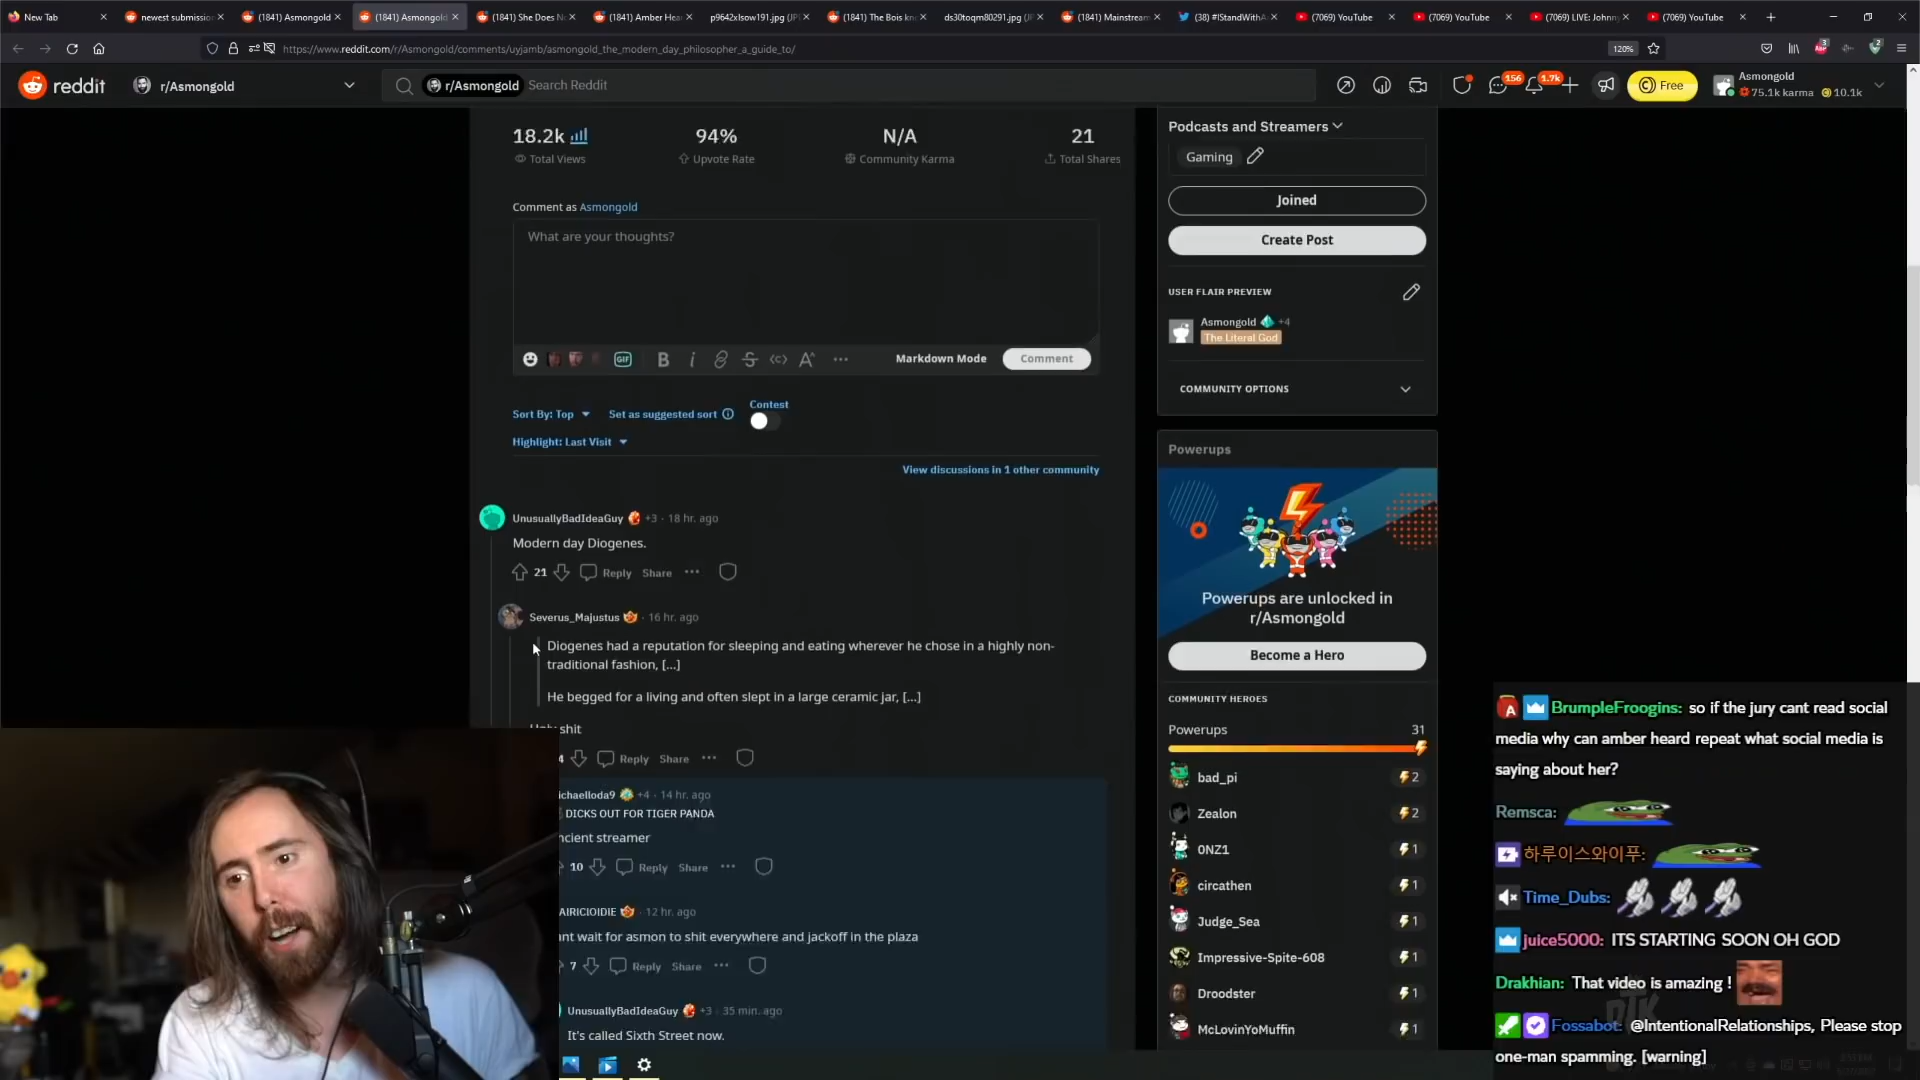 New Tab
newest submissio
(1841) Asmongold
(1841) Asmongold
(1841) She Does N
(1841) Amber Hea
p9642xlsow191.jpg (JP
(1841) The Bois kn
ds30toqm80291.jpg (JP
(1841) Mainstream
(38) #IStandWithA
(7069) YouTube
(7069) YouTube
(7069) LIVE: Johnn
(7069) YouTube
https://www.reddit.com/r/Asmongold/comments/uyjamb/asmongold_the_modern_day_philosopher_a_guide_to/
120%
reddit
r/Asmongold
r/Asmongold
Search Reddit
156
1.7k
Free
Asmongold
75.1k karma
10.1k
18.2k
94%
N/A
21
Total Views
Upvote Rate
Community Karma
Total Shares
Comment as Asmongold
What are your thoughts?
GIF
B
i
Markdown Mode
Comment
Sort By: Top
Set as suggested sort
Contest
Highlight: Last Visit
View discussions in 1 other community
UnusuallyBadIdeaGuy +3 · 18 hr. ago
Modern day Diogenes.
21 Reply Share
Severus_Majustus · 16 hr. ago
Diogenes had a reputation for sleeping and eating wherever he chose in a highly non-
traditional fashion, [...]
He begged for a living and often slept in a large ceramic jar, [...]
shit
4 Reply Share
ichaelloda9 +4 · 14 hr. ago
DICKS OUT FOR TIGER PANDA
ncient streamer
10 Reply Share
AIRICIOIDIE · 12 hr. ago
ant wait for asmon to shit everywhere and jackoff in the plaza
7 Reply Share
UnusuallyBadIdeaGuy +3 · 35 min. ago
It's called Sixth Street now.
Podcasts and Streamers
Gaming
Joined
Create Post
USER FLAIR PREVIEW
Asmongold +4
The Literal God
COMMUNITY OPTIONS
Powerups
Powerups are unlocked in
r/Asmongold
Become a Hero
COMMUNITY HEROES
Powerups 31
bad_pi 2
Zealon 2
0NZ1 1
circathen 1
Judge_Sea 1
Impressive-Spite-608 1
Droodster 1
McLovinYoMuffin 1
BrumpleFroogins: so if the jury cant read social
media why can amber heard repeat what social media is
saying about her?
Remsca:
하루이스와이푸:
Time_Dubs:
juice5000: ITS STARTING SOON OH GOD
Drakhian: That video is amazing !
Fossabot: @IntentionalRelationships, Please stop
one-man spamming. [warning]